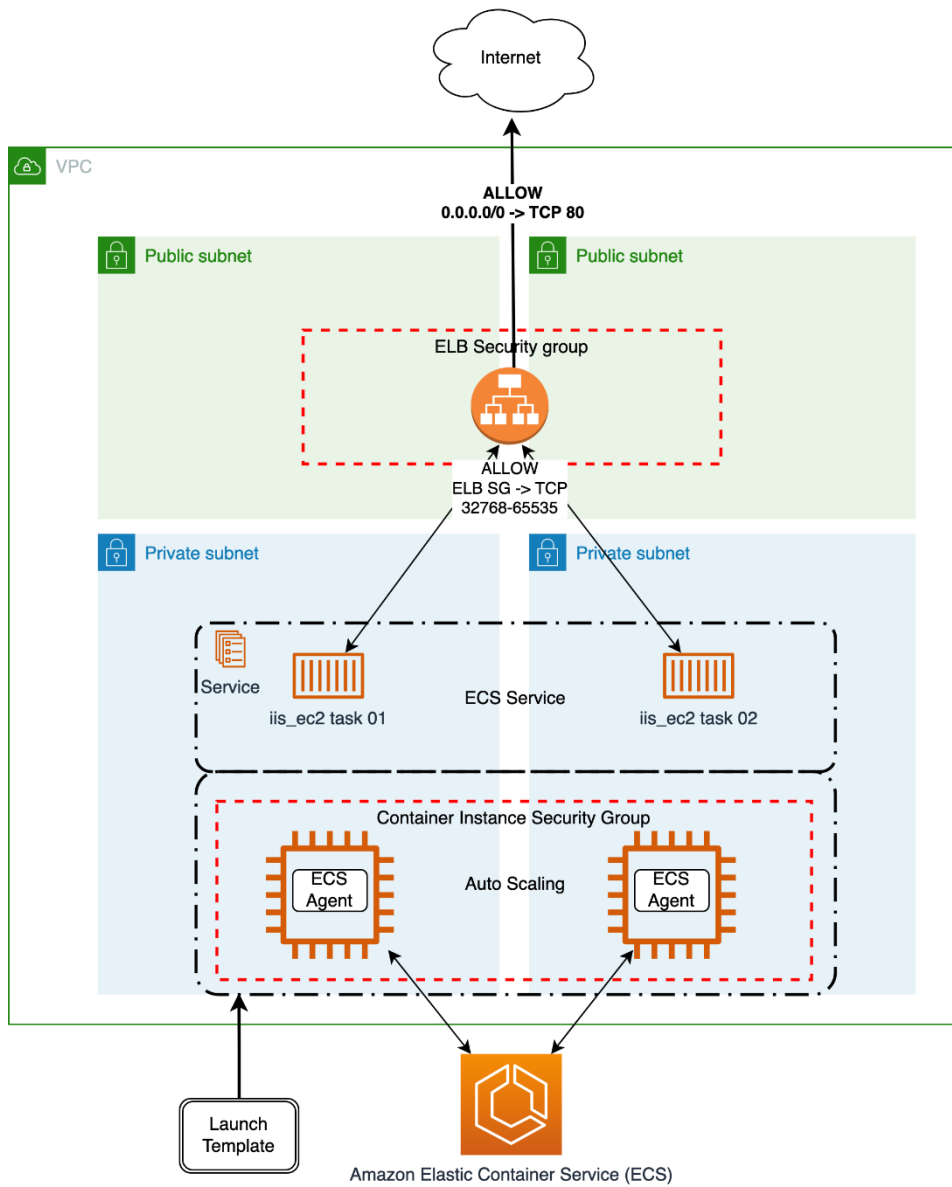 Internet
VPC
ALLOW
0.0.0.0/0 -> TCP 80
Public subnet
Public subnet
ELB Security group
ALLOW
ELB SG -> TCP
32768-65535
Private subnet
Private subnet
Service
ECS Service
iis_ec2 task 01
iis_ec2 task 02
Container Instance Security Group
ECS
Agent
Auto Scaling
ECS
Agent
Launch
Template
Amazon Elastic Container Service (ECS)